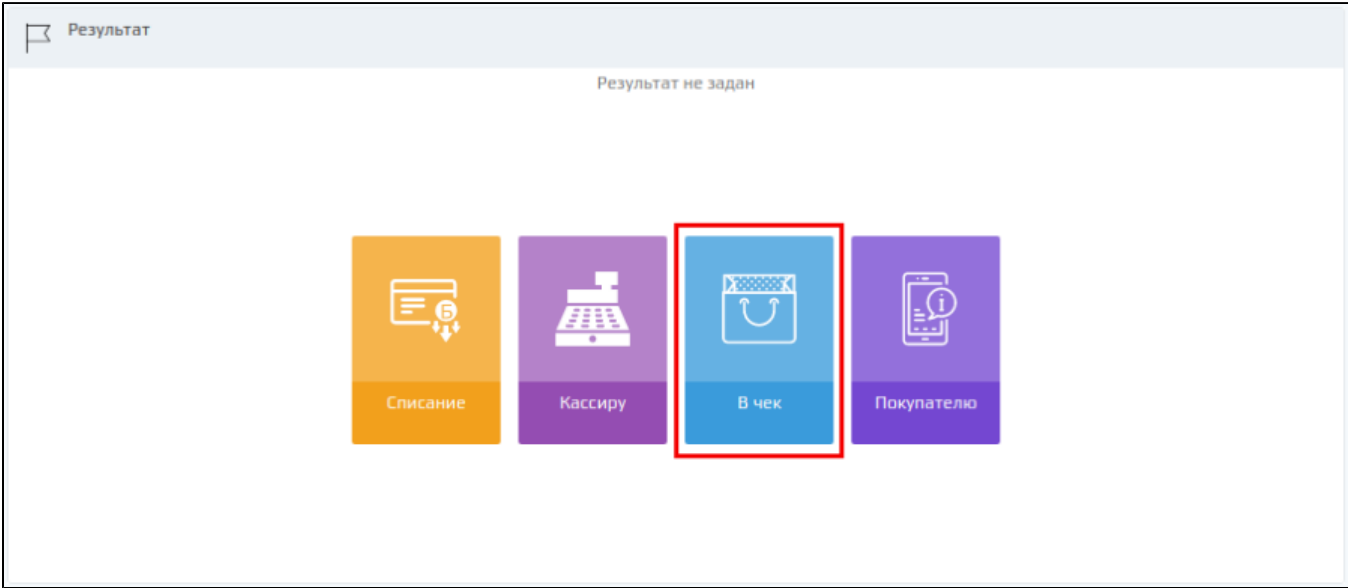 Результат
Результат не задан
Б
i
Списание
Кассиру
В чек
Покупателю